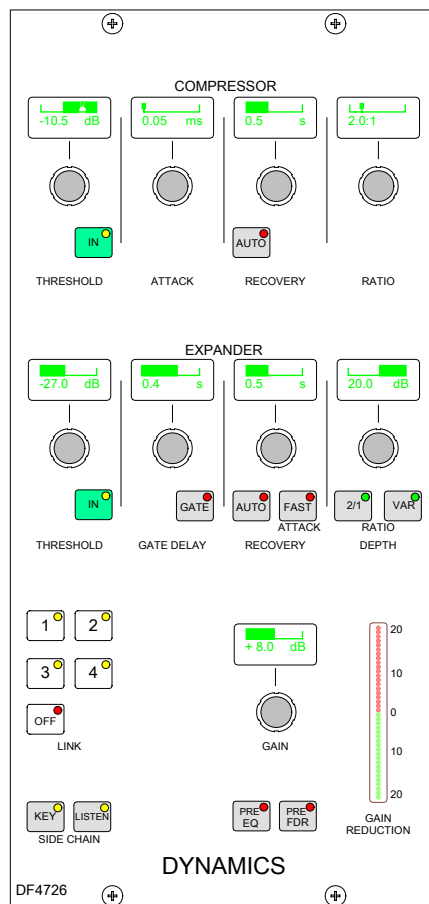 COMPRESSOR
-10.5 dB
0.05 ms
0.5 s
2.0:1
IN
AUTO
THRESHOLD ATTACK RECOVERY RATIO
EXPANDER
-27.0 dB
0.4 s
0.5 s
20.0 dB
IN
GATE
AUTO
FAST
2/1
VAR
ATTACK RATIO
THRESHOLD GATE DELAY RECOVERY DEPTH
1
2
3
4
OFF
LINK
+ 8.0 dB
GAIN
20
10
0
10
20
GAIN
REDUCTION
KEY
LISTEN
SIDE CHAIN
PRE
EQ
PRE
FDR
DYNAMICS
DF4726